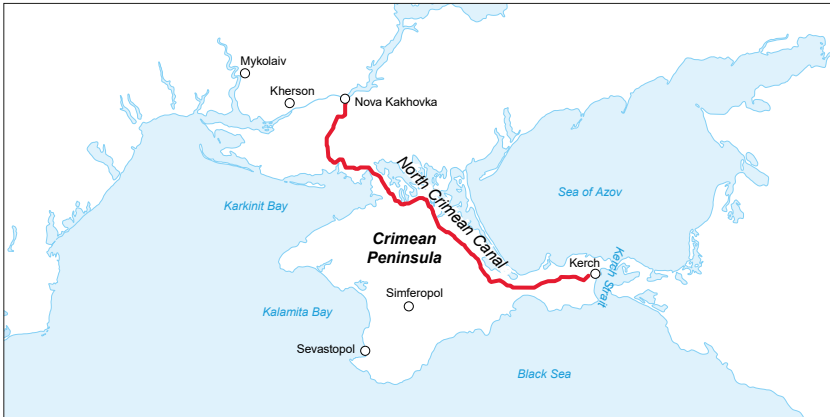 Mykolaiv
Kherson
Nova Kakhovka
North Crimean Canal
Sea of Azov
Karkinit Bay
Crimean
Peninsula
Kerch
Kerch Strait
Simferopol
Kalamita Bay
Sevastopol
Black Sea